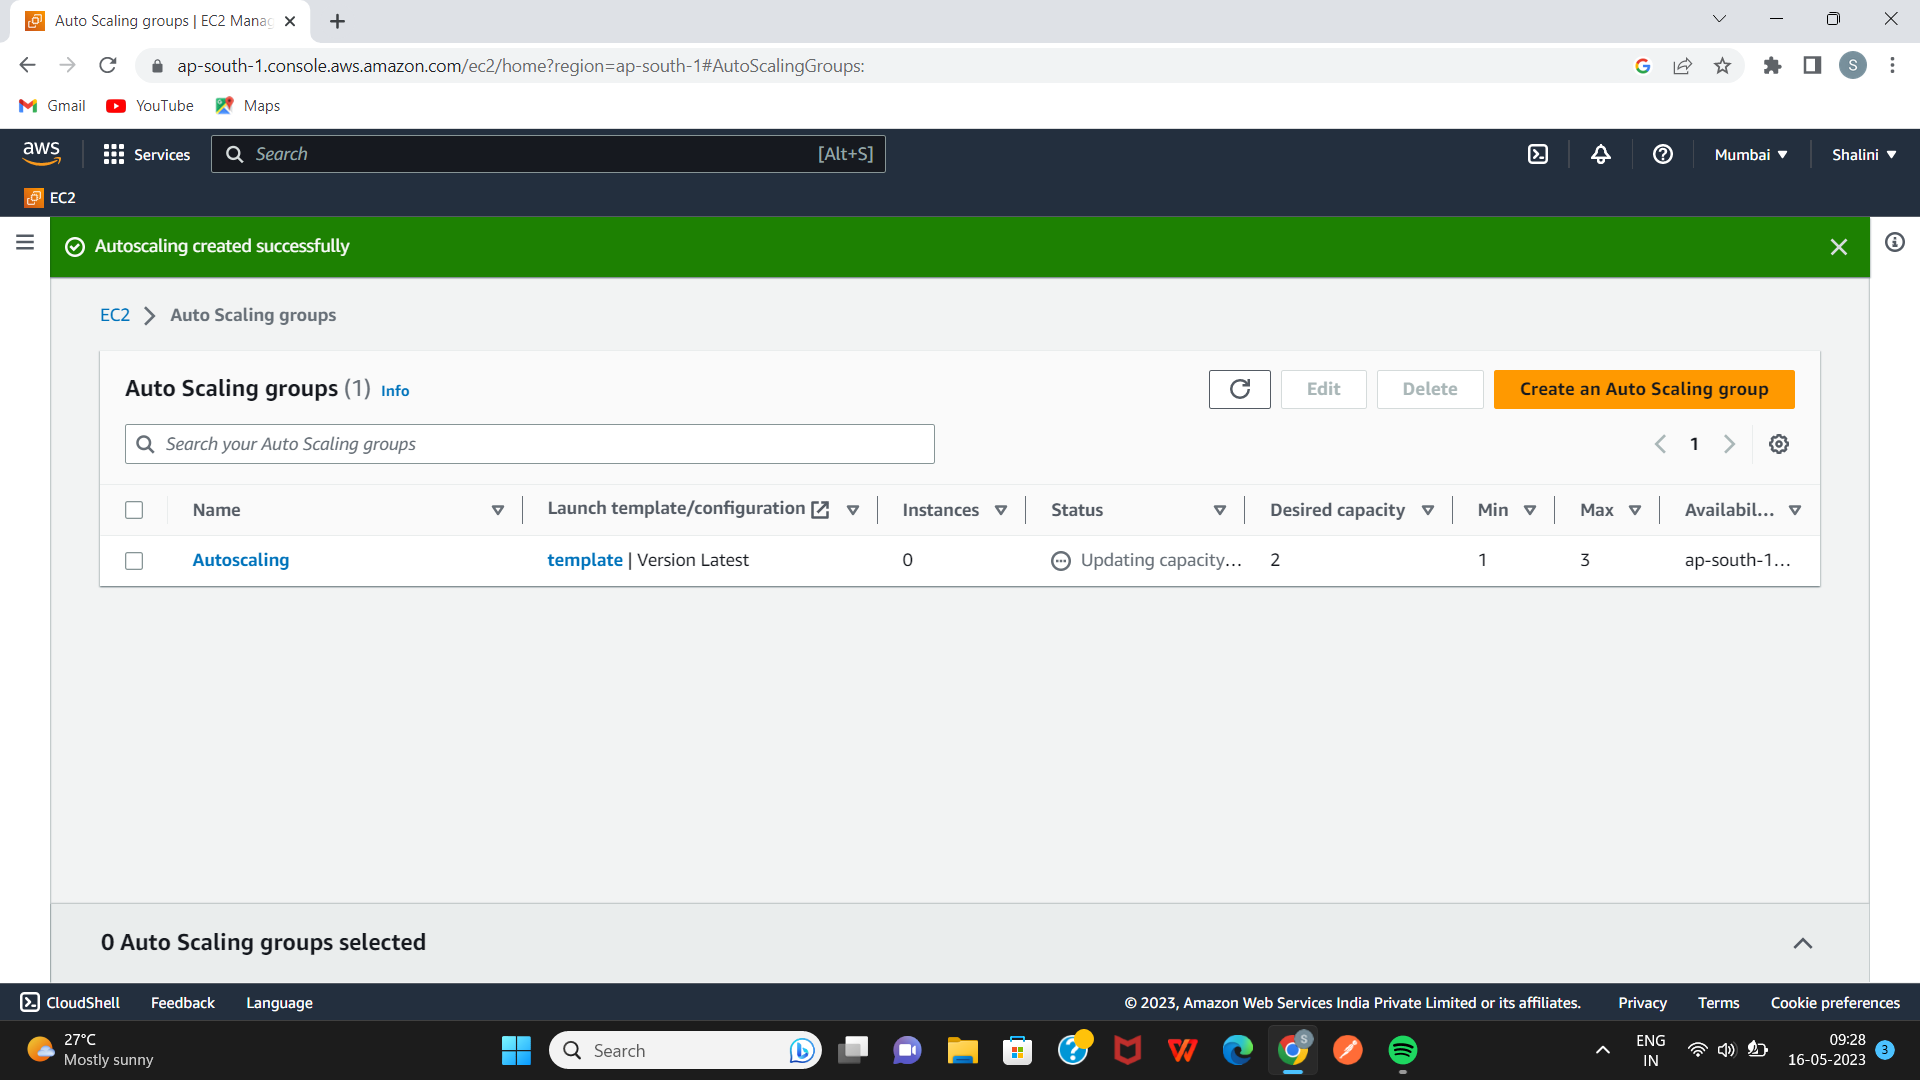 Auto Scaling groups | EC2 Manag
ap-south-1.console.aws.amazon.com/ec2/home?region=ap-south-1#AutoScalingGroups:
S
Gmail YouTube Maps
aws Services Search [Alt+S] Mumbai Shalini
EC2
Autoscaling created successfully
EC2 Auto Scaling groups
Auto Scaling groups (1) Info Edit Delete Create an Auto Scaling group
Search your Auto Scaling groups 1
Name Launch template/configuration Instances Status Desired capacity Min Max Availabil...
Autoscaling template | Version Latest 0 Updating capacity... 2 1 3 ap-south-1...
0 Auto Scaling groups selected
CloudShell Feedback Language © 2023, Amazon Web Services India Private Limited or its affiliates. Privacy Terms Cookie preferences
27°C
Mostly sunny
Search
S
ENG
IN
09:28
16-05-2023
3